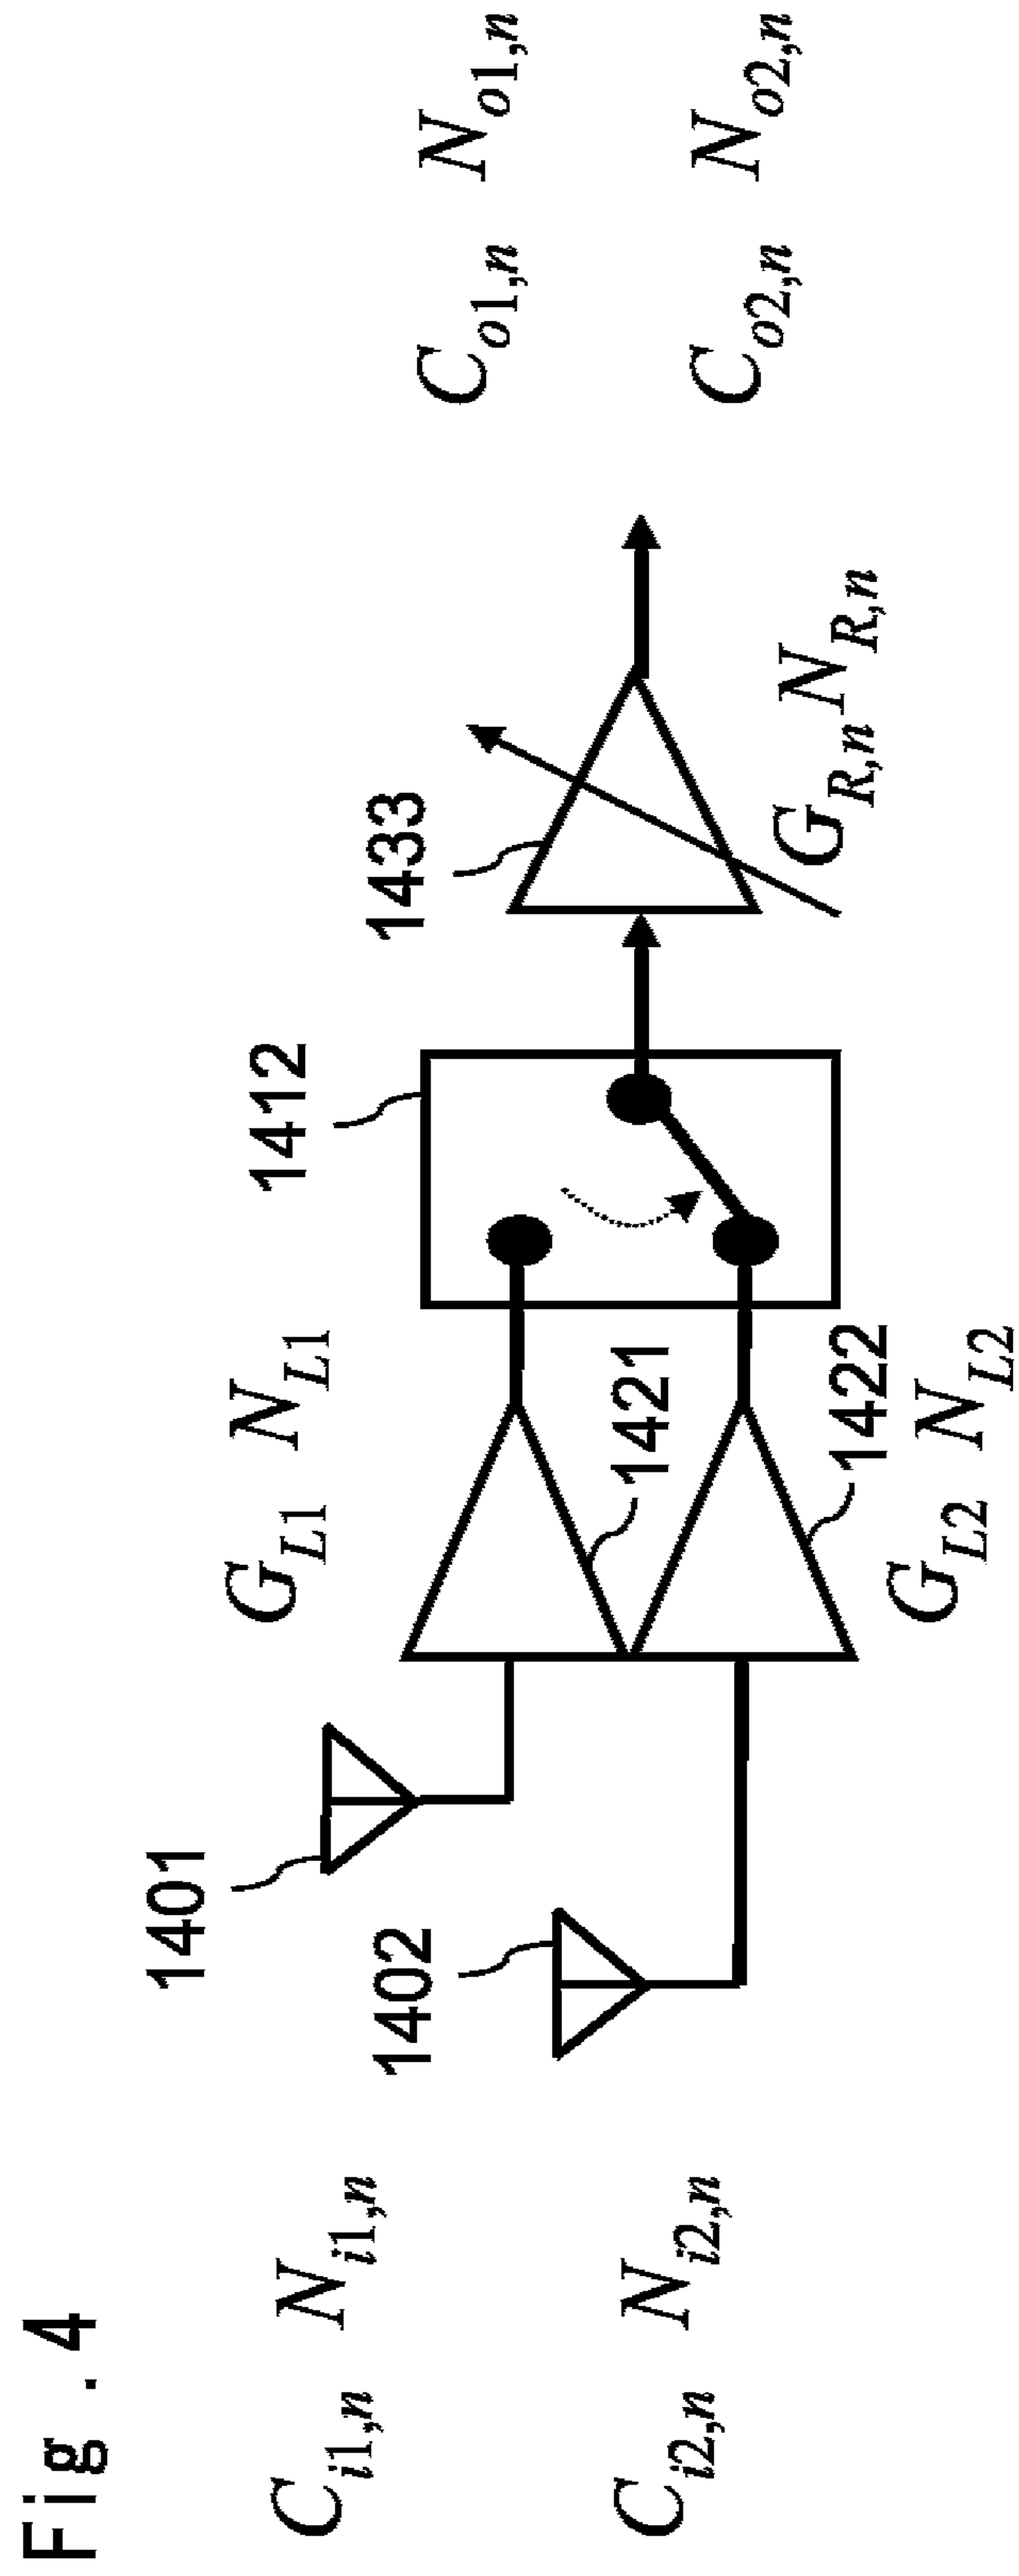 Fig. 4
C_{i1,n} N_{i1,n}
C_{i2,n} N_{i2,n}
1401
1402
G_{L1} N_{L1}
1421
1422
G_{L2} N_{L2}
1412
1433
G_{R,n} N_{R,n}
C_{o1,n} N_{o1,n}
C_{o2,n} N_{o2,n}